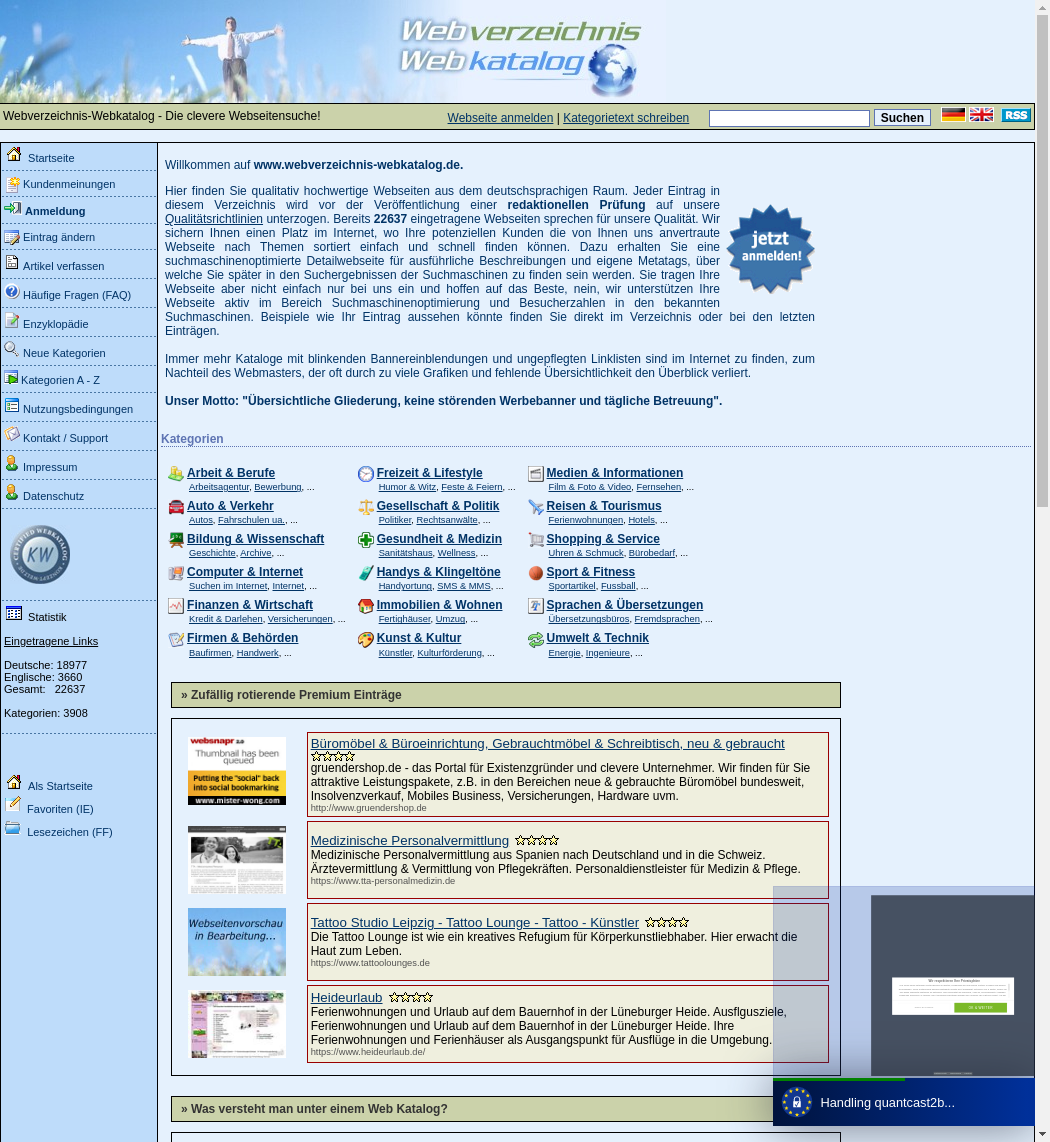 Webverzeichnis
Webkatalog
Webverzeichnis-Webkatalog - Die clevere Webseitensuche!
Webseite anmelden | Kategorietext schreiben
Suchen
RSS
Startseite
Kundenmeinungen
Anmeldung
Eintrag ändern
Artikel verfassen
Häufige Fragen (FAQ)
Enzyklopädie
Neue Kategorien
Kategorien A - Z
Nutzungsbedingungen
Kontakt / Support
Impressum
Datenschutz
CERTIFIED WEBKATALOG
KW
Statistik
Eingetragene Links
Deutsche: 18977
Englische: 3660
Gesamt: 22637
Kategorien: 3908
Als Startseite
Favoriten (IE)
Lesezeichen (FF)
Willkommen auf www.webverzeichnis-webkatalog.de.
Hier finden Sie qualitativ hochwertige Webseiten aus dem deutschsprachigen Raum. Jeder Eintrag in
diesem Verzeichnis wird vor der Veröffentlichung einer redaktionellen Prüfung auf unsere
Qualitätsrichtlinien unterzogen. Bereits 22637 eingetragene Webseiten sprechen für unsere Qualität. Wir
sichern Ihnen einen Platz im Internet, wo Ihre potenziellen Kunden die von Ihnen uns anvertraute
Webseite nach Themen sortiert einfach und schnell finden können. Dazu erhalten Sie eine
suchmaschinenoptimierte Detailwebseite für ausführliche Beschreibungen und eigene Metatags, über
welche Sie später in den Suchergebnissen der Suchmaschinen zu finden sein werden. Sie tragen Ihre
Webseite aber nicht einfach nur bei uns ein und hoffen auf das Beste, nein, wir unterstützen Ihre
Webseite aktiv im Bereich Suchmaschinenoptimierung und Besucherzahlen in den bekannten
Suchmaschinen. Beispiele wie Ihr Eintrag aussehen könnte finden Sie direkt im Verzeichnis oder bei den letzten
Einträgen.
jetzt
anmelden!
Immer mehr Kataloge mit blinkenden Bannereinblendungen und ungepflegten Linklisten sind im Internet zu finden, zum
Nachteil des Webmasters, der oft durch zu viele Grafiken und fehlende Übersichtlichkeit den Überblick verliert.
Unser Motto: "Übersichtliche Gliederung, keine störenden Werbebanner und tägliche Betreuung".
Kategorien
Arbeit & Berufe
Arbeitsagentur, Bewerbung, ...
Freizeit & Lifestyle
Humor & Witz, Feste & Feiern, ...
Medien & Informationen
Film & Foto & Video, Fernsehen, ...
Auto & Verkehr
Autos, Fahrschulen ua., ...
Gesellschaft & Politik
Politiker, Rechtsanwälte, ...
Reisen & Tourismus
Ferienwohnungen, Hotels, ...
Bildung & Wissenschaft
Geschichte, Archive, ...
Gesundheit & Medizin
Sanitätshaus, Wellness, ...
Shopping & Service
Uhren & Schmuck, Bürobedarf, ...
Computer & Internet
Suchen im Internet, Internet, ...
Handys & Klingeltöne
Handyortung, SMS & MMS, ...
Sport & Fitness
Sportartikel, Fussball, ...
Finanzen & Wirtschaft
Kredit & Darlehen, Versicherungen, ...
Immobilien & Wohnen
Fertighäuser, Umzug, ...
Sprachen & Übersetzungen
Übersetzungsbüros, Fremdsprachen, ...
Firmen & Behörden
Baufirmen, Handwerk, ...
Kunst & Kultur
Künstler, Kulturförderung, ...
Umwelt & Technik
Energie, Ingenieure, ...
» Zufällig rotierende Premium Einträge
websnapr 2.0
Thumbnail has been
queued
Putting the "social" back
into social bookmarking
www.mister-wong.com
Büromöbel & Büroeinrichtung, Gebrauchtmöbel & Schreibtisch, neu & gebraucht
gruendershop.de - das Portal für Existenzgründer und clevere Unternehmer. Wir finden für Sie
attraktive Leistungspakete, z.B. in den Bereichen neue & gebrauchte Büromöbel bundesweit,
Insolvenzverkauf, Mobiles Business, Versicherungen, Hardware uvm.
http://www.gruendershop.de
Medizinische Personalvermittlung
Medizinische Personalvermittlung aus Spanien nach Deutschland und in die Schweiz.
Ärztevermittlung & Vermittlung von Pflegekräften. Personaldienstleister für Medizin & Pflege.
https://www.tta-personalmedizin.de
Webseitenvorschau
in Bearbeitung...
Tattoo Studio Leipzig - Tattoo Lounge - Tattoo - Künstler
Die Tattoo Lounge ist wie ein kreatives Refugium für Körperkunstliebhaber. Hier erwacht die
Haut zum Leben.
https://www.tattoolounges.de
Heideurlaub
Ferienwohnungen und Urlaub auf dem Bauernhof in der Lüneburger Heide. Ausflgusziele,
Ferienwohnungen und Urlaub auf dem Bauernhof in der Lüneburger Heide. Ihre
Ferienwohnungen und Ferienhäuser als Ausgangspunkt für Ausflüge in die Umgebung.
https://www.heideurlaub.de/
Handling quantcast2b...
» Was versteht man unter einem Web Katalog?